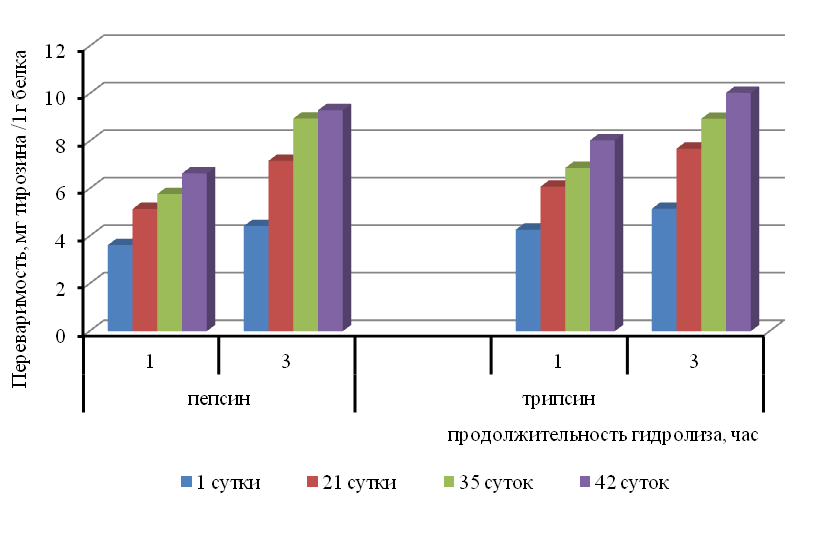 Переваримость, мг тирозина /1г белка
12
10
8
6
4
2
0
1 3 1 3
пепсин трипсин
продолжительность гидролиза, час
1 сутки 21 сутки 35 суток 42 суток